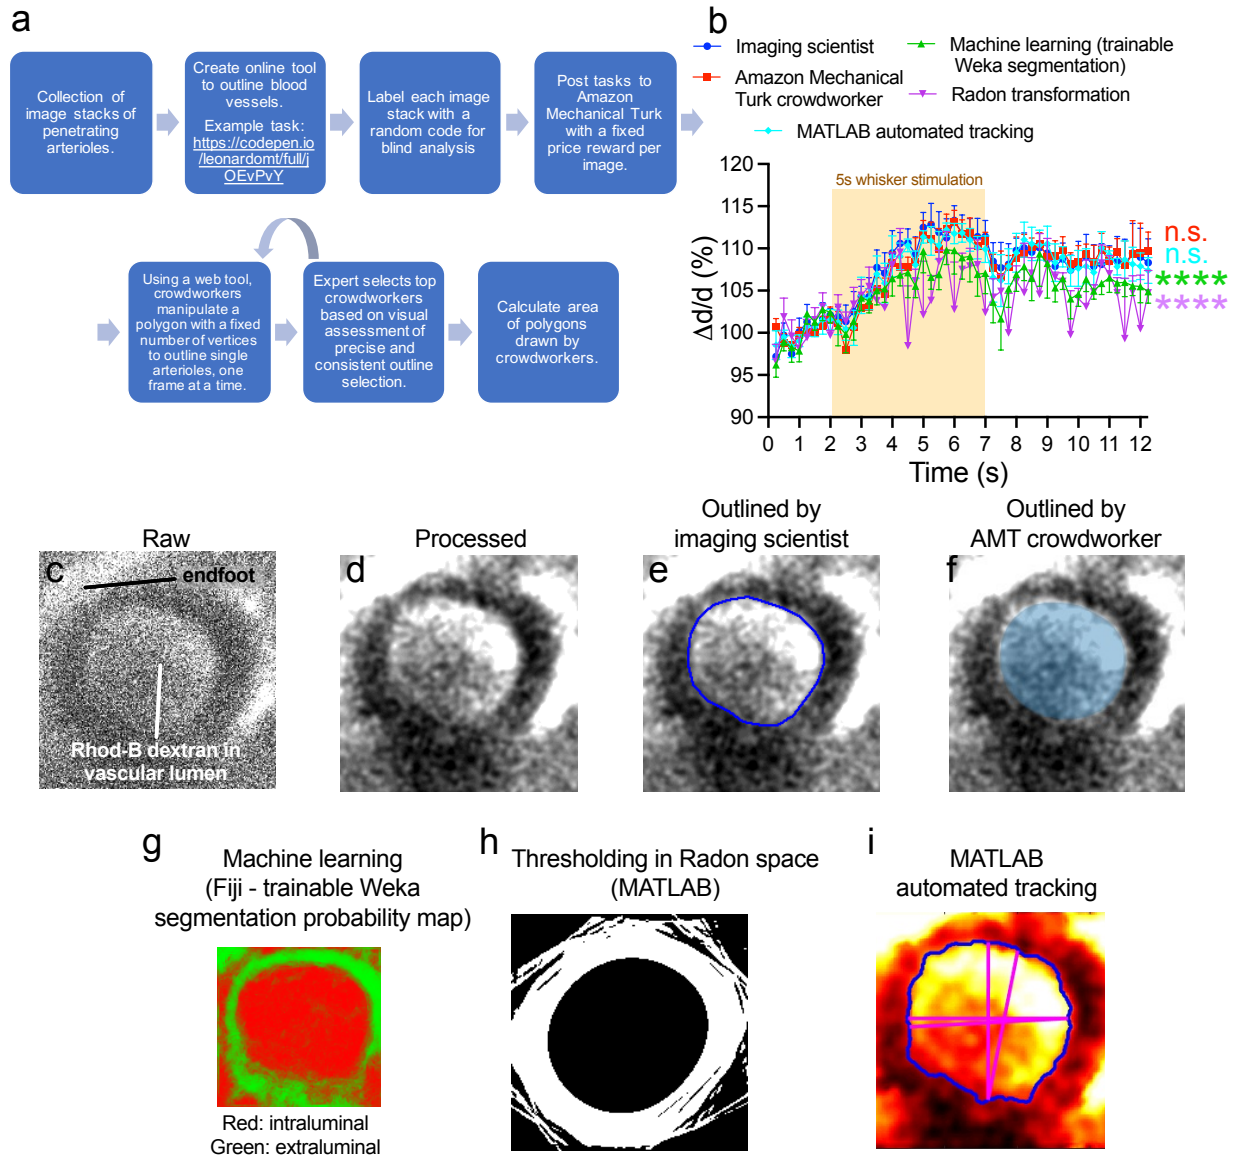 a
Collection of
image stacks of
penetrating
arterioles.
Create online tool
to outline blood
vessels.
Example task:
https://codepen.io
/leonardomt/full/j
OEvPvY
Label each image
stack with a
random code for
blind analysis
Post tasks to
Amazon
Mechanical Turk
with a fixed
price reward per
image.
Using a web tool,
crowdworkers
manipulate a
polygon with a fixed
number of vertices
to outline single
arterioles, one
frame at a time.
Expert selects top
crowdworkers
based on visual
assessment of
precise and
consistent outline
selection.
Calculate area
of polygons
drawn by
crowdworkers.
b
Imaging scientist
Amazon Mechanical
Turk crowdworker
Machine learning (trainable
Weka segmentation)
Radon transformation
MATLAB automated tracking
5s whisker stimulation
Δd/d (%)
120
115
110
105
100
95
90
0 1 2 3 4 5 6 7 8 9 10 11 12
Time (s)
n.s.
n.s.
****
****
Raw
c
endfoot
Rhod-B dextran in
vascular lumen
Processed
d
Outlined by
imaging scientist
e
Outlined by
AMT crowdworker
f
g
Machine learning
(Fiji - trainable Weka
segmentation probability map)
Red: intraluminal
Green: extraluminal
h
Thresholding in Radon space
(MATLAB)
i
MATLAB
automated tracking